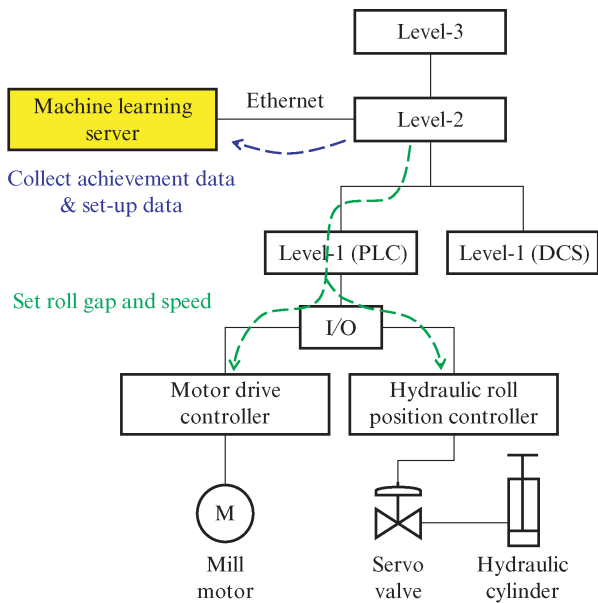 Level-3
Ethernet
Machine learning
server
Level-2
Collect achievement data
& set-up data
Level-1 (PLC)
Level-1 (DCS)
Set roll gap and speed
I/O
Motor drive
controller
Hydraulic roll
position controller
M
Mill
motor
Servo
valve
Hydraulic
cylinder